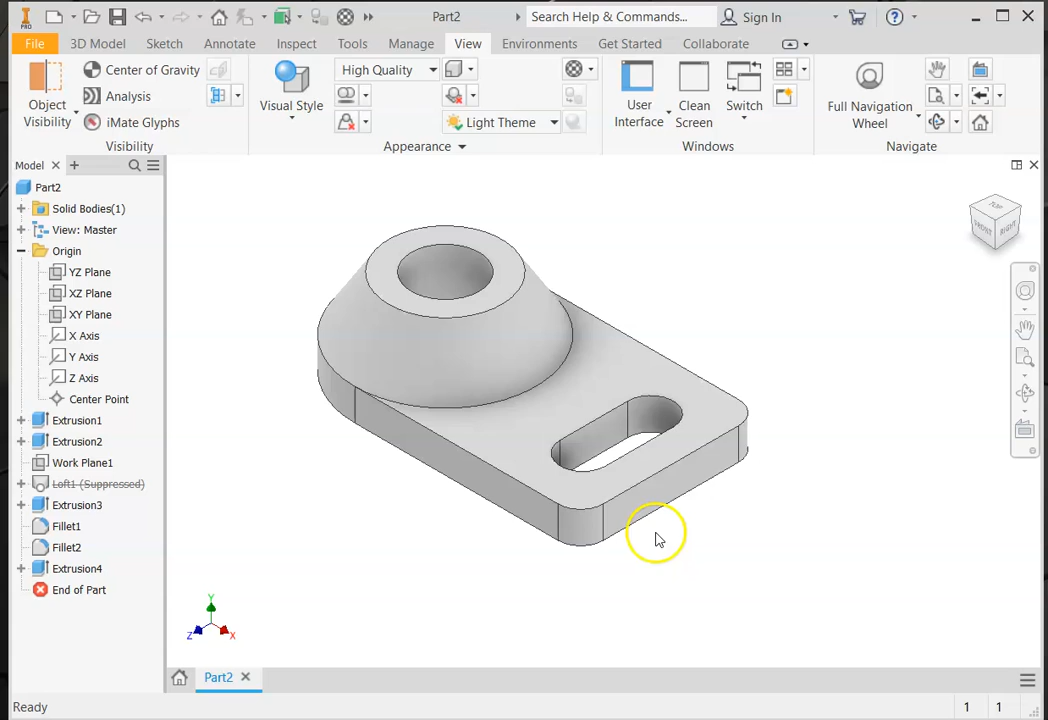 PRO
Part2
Search Help & Commands...
Sign In
File
3D Model
Sketch
Annotate
Inspect
Tools
Manage
View
Environments
Get Started
Collaborate
Object
Visibility
Center of Gravity
Analysis
iMate Glyphs
Visibility
Visual Style
High Quality
Light Theme
Appearance
User
Interface
Clean
Screen
Switch
Windows
Full Navigation
Wheel
Navigate
Model
Part2
Solid Bodies(1)
View: Master
Origin
YZ Plane
XZ Plane
XY Plane
X Axis
Y Axis
Z Axis
Center Point
Extrusion1
Extrusion2
Work Plane1
Loft1 (Suppressed)
Extrusion3
Fillet1
Fillet2
Extrusion4
End of Part
TOP
FRONT
RIGHT
Y
Z
X
Part2
Ready
1
1